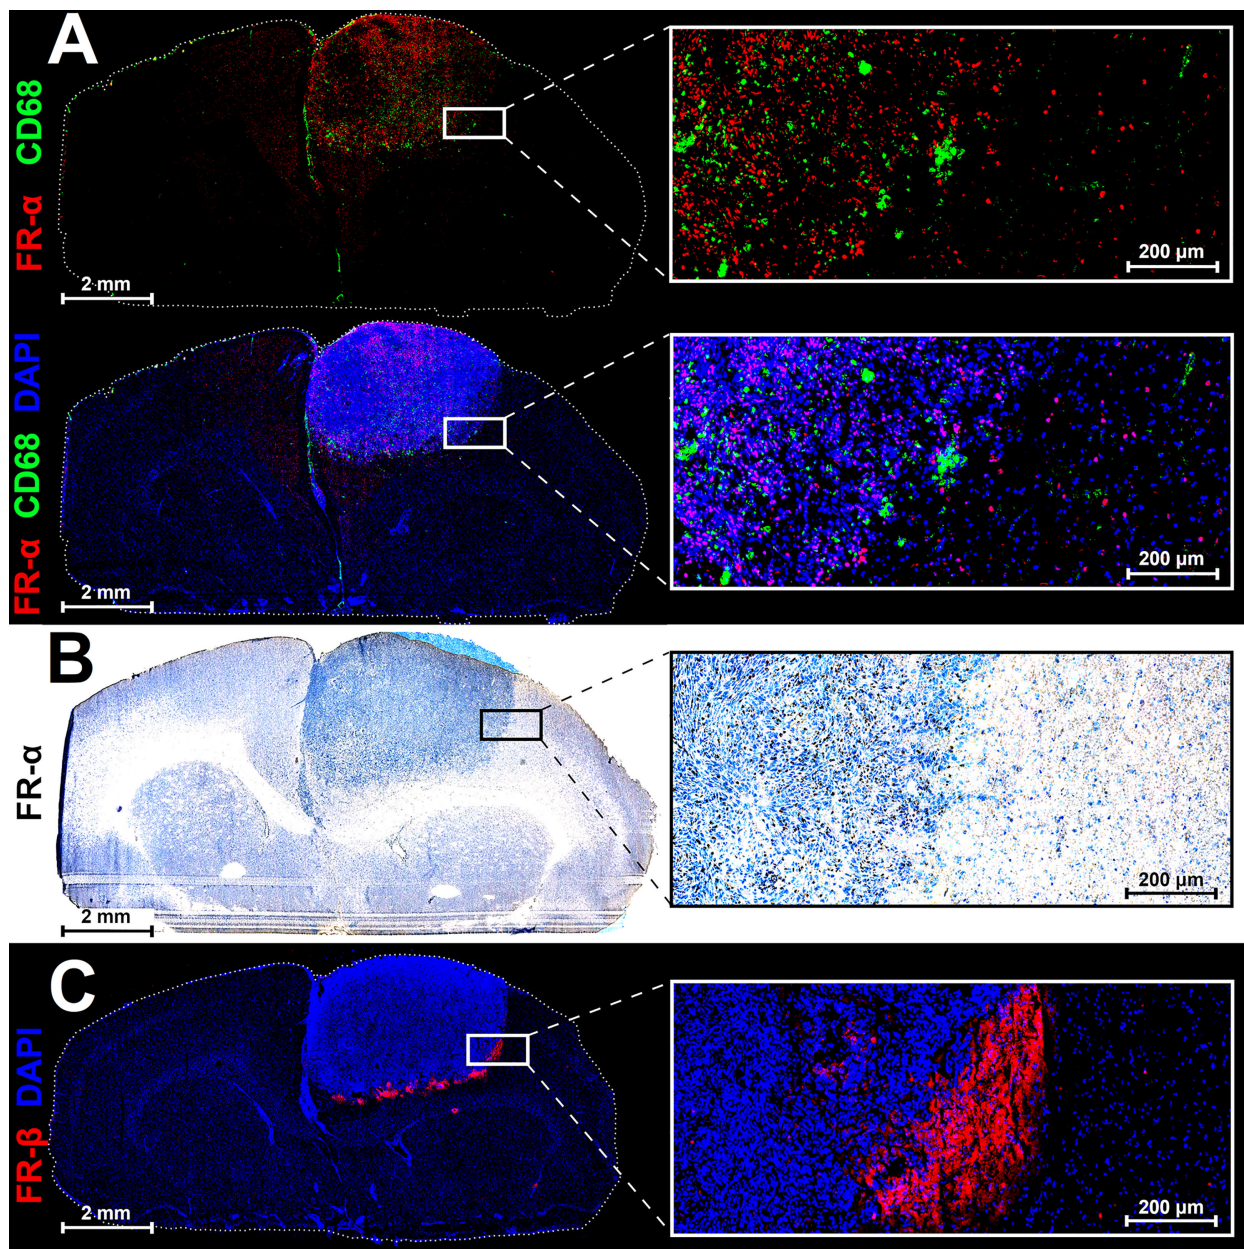 A
FR-α CD68
2 mm
200 µm
FR-α CD68 DAPI
2 mm
200 µm
B
FR-α
2 mm
200 µm
C
FR-β DAPI
2 mm
200 µm